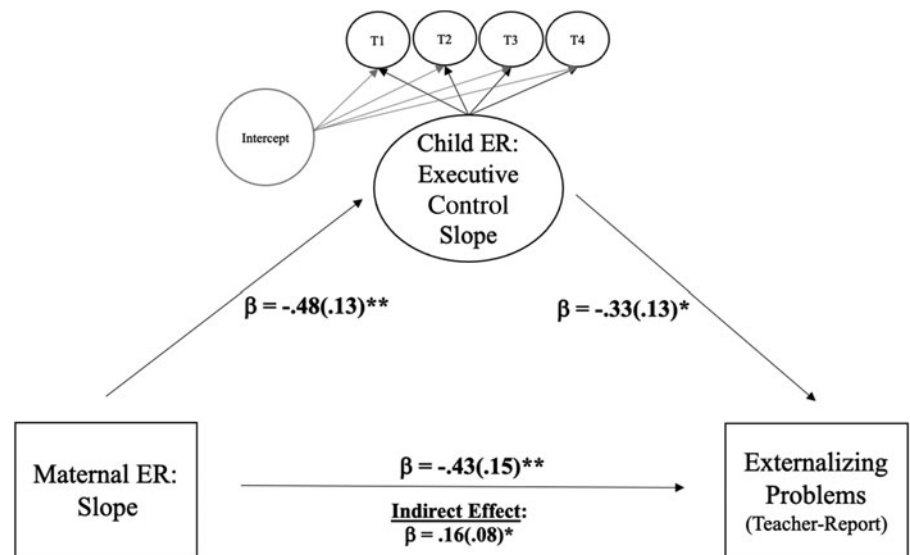 T1
T2
T3
T4
Intercept
Child ER:
Executive
Control
Slope
β = -.48(.13)**
β = -.33(.13)*
Maternal ER:
Slope
β = -.43(.15)**
Indirect Effect:
β = .16(.08)*
Externalizing
Problems
(Teacher-Report)